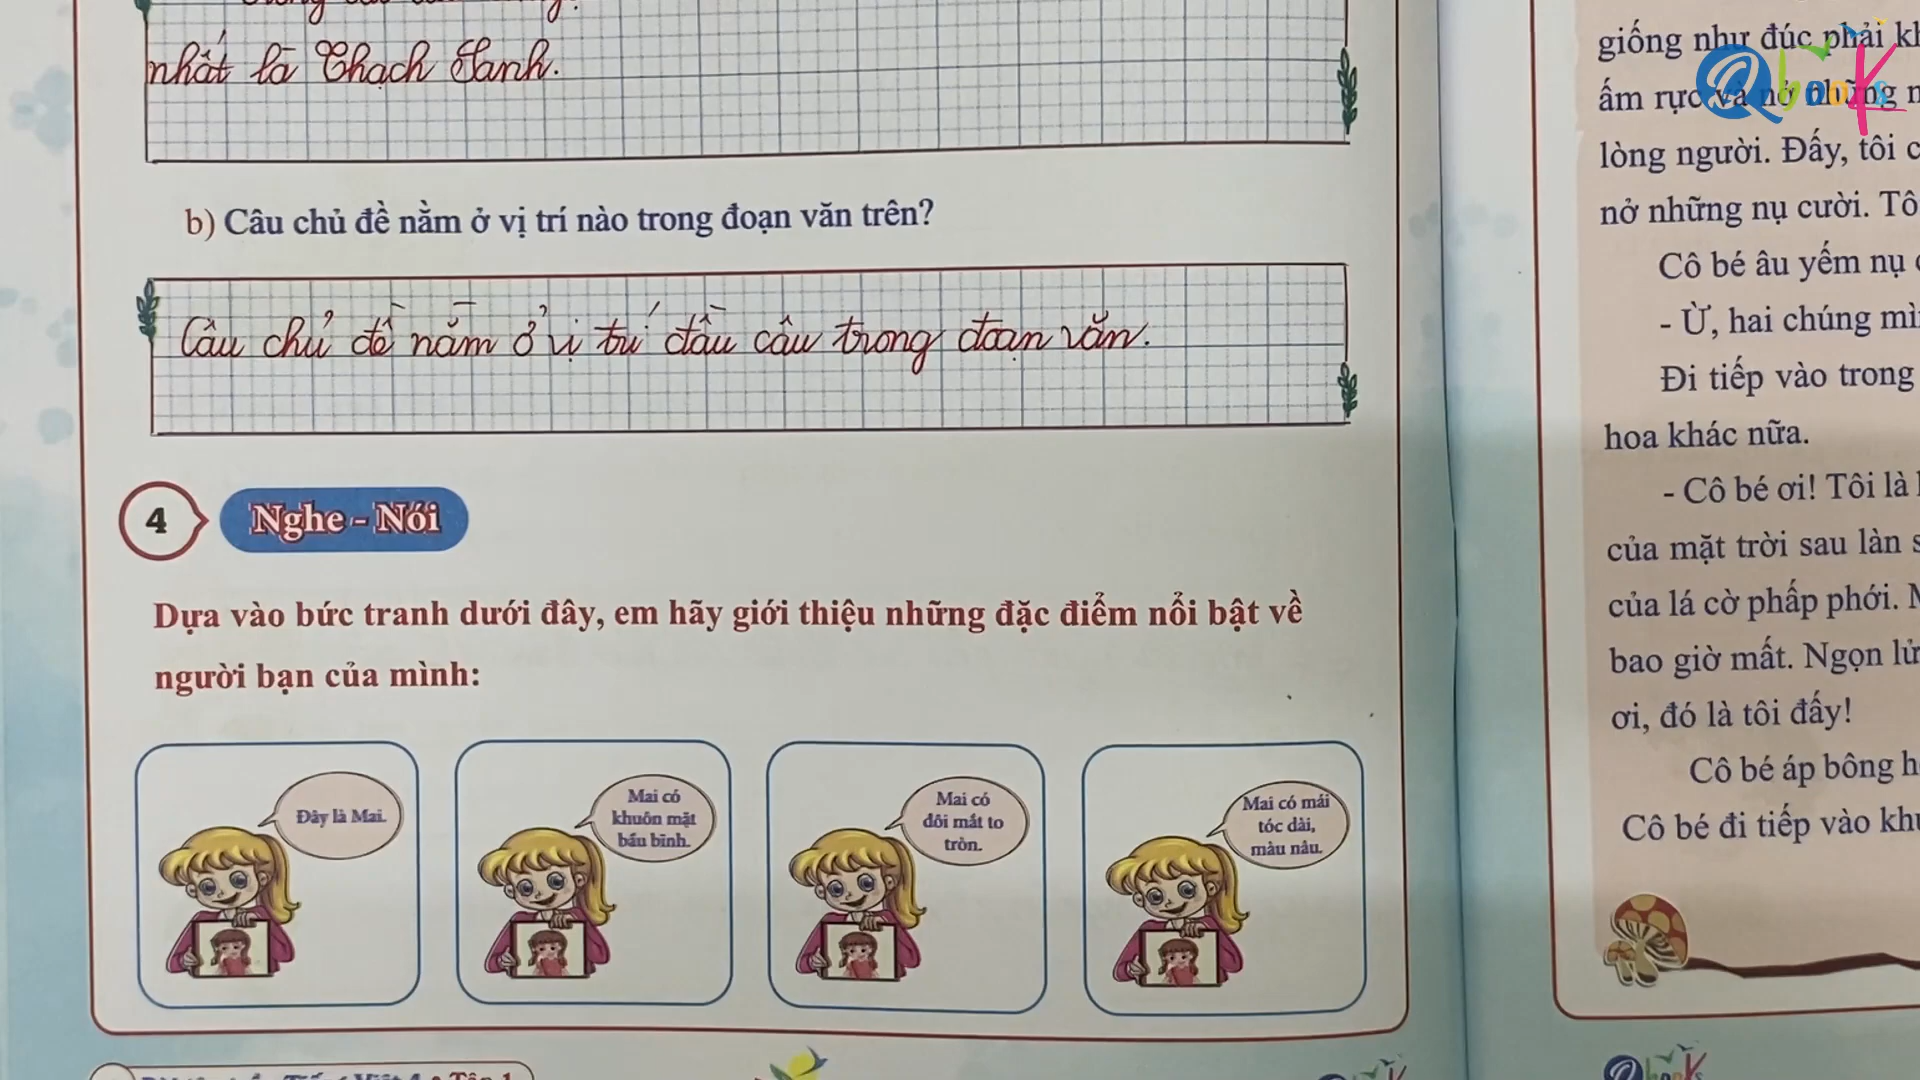 nhất là Thạch Sanh.
b) Câu chủ đề nằm ở vị trí nào trong đoạn văn trên?
Câu chủ đề nằm ở vị trí đầu câu trong đoạn văn.
4 Nghe - Nói
Dựa vào bức tranh dưới đây, em hãy giới thiệu những đặc điểm nổi bật về
người bạn của mình:
Đây là Mai.
Mai có
khuôn mặt
bầu bĩnh.
Mai có
đôi mắt to
tròn.
Mai có mái
tóc dài,
màu nâu.
giống như đúc phải
ấm rực và nở những
lòng người. Đấy, tôi
nở những nụ cười.
Cô bé âu yếm nụ
- Ừ, hai chúng
Đi tiếp vào trong
hoa khác nữa.
- Cô bé ơi! Tôi là
của mặt trời sau làn
của lá cờ phấp phới.
bao giờ mất. Ngọn
ơi, đó là tôi đấy!
Cô bé áp bông
Cô bé đi tiếp vào
Qbooks